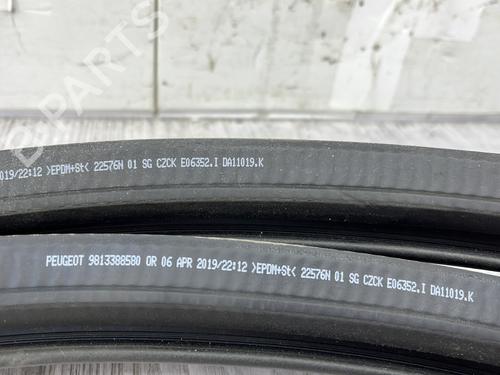 2019/22:12 >EPDM+St< 22576N 01 SG CZCK E06352.I DA11019.K
PEUGEOT 9813388580 OR 06 APR 2019/22:12 >EPDM+St< 22576N 01 SG CZCK E06352.I DA11019.K